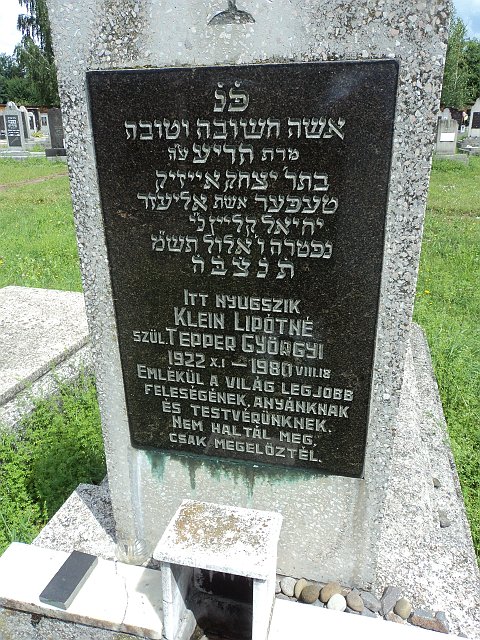 פ״נ
אשה חשובה וטובה
מרת הדיע ע״ה
בת ר׳ יצחק אייזיק
טעפער אשת אליעזר
יחיאל קליין נ״י
נפטרה ו׳ אלול תש״מ
ת נ צ ב ה
ITT NYUGSZIK
KLEIN LIPÓTNÉ
SZÜL. TEPPER GYÖRGYI
1922 X.1 – 1980 VIII.18
EMLÉKÜL A VILÁG LEGJOBB
FELESÉGÉNEK, ANYÁNKNAK
ÉS TESTVÉRÜNKNEK.
NEM HALTÁL MEG,
CSAK MEGELŐZTÉL.